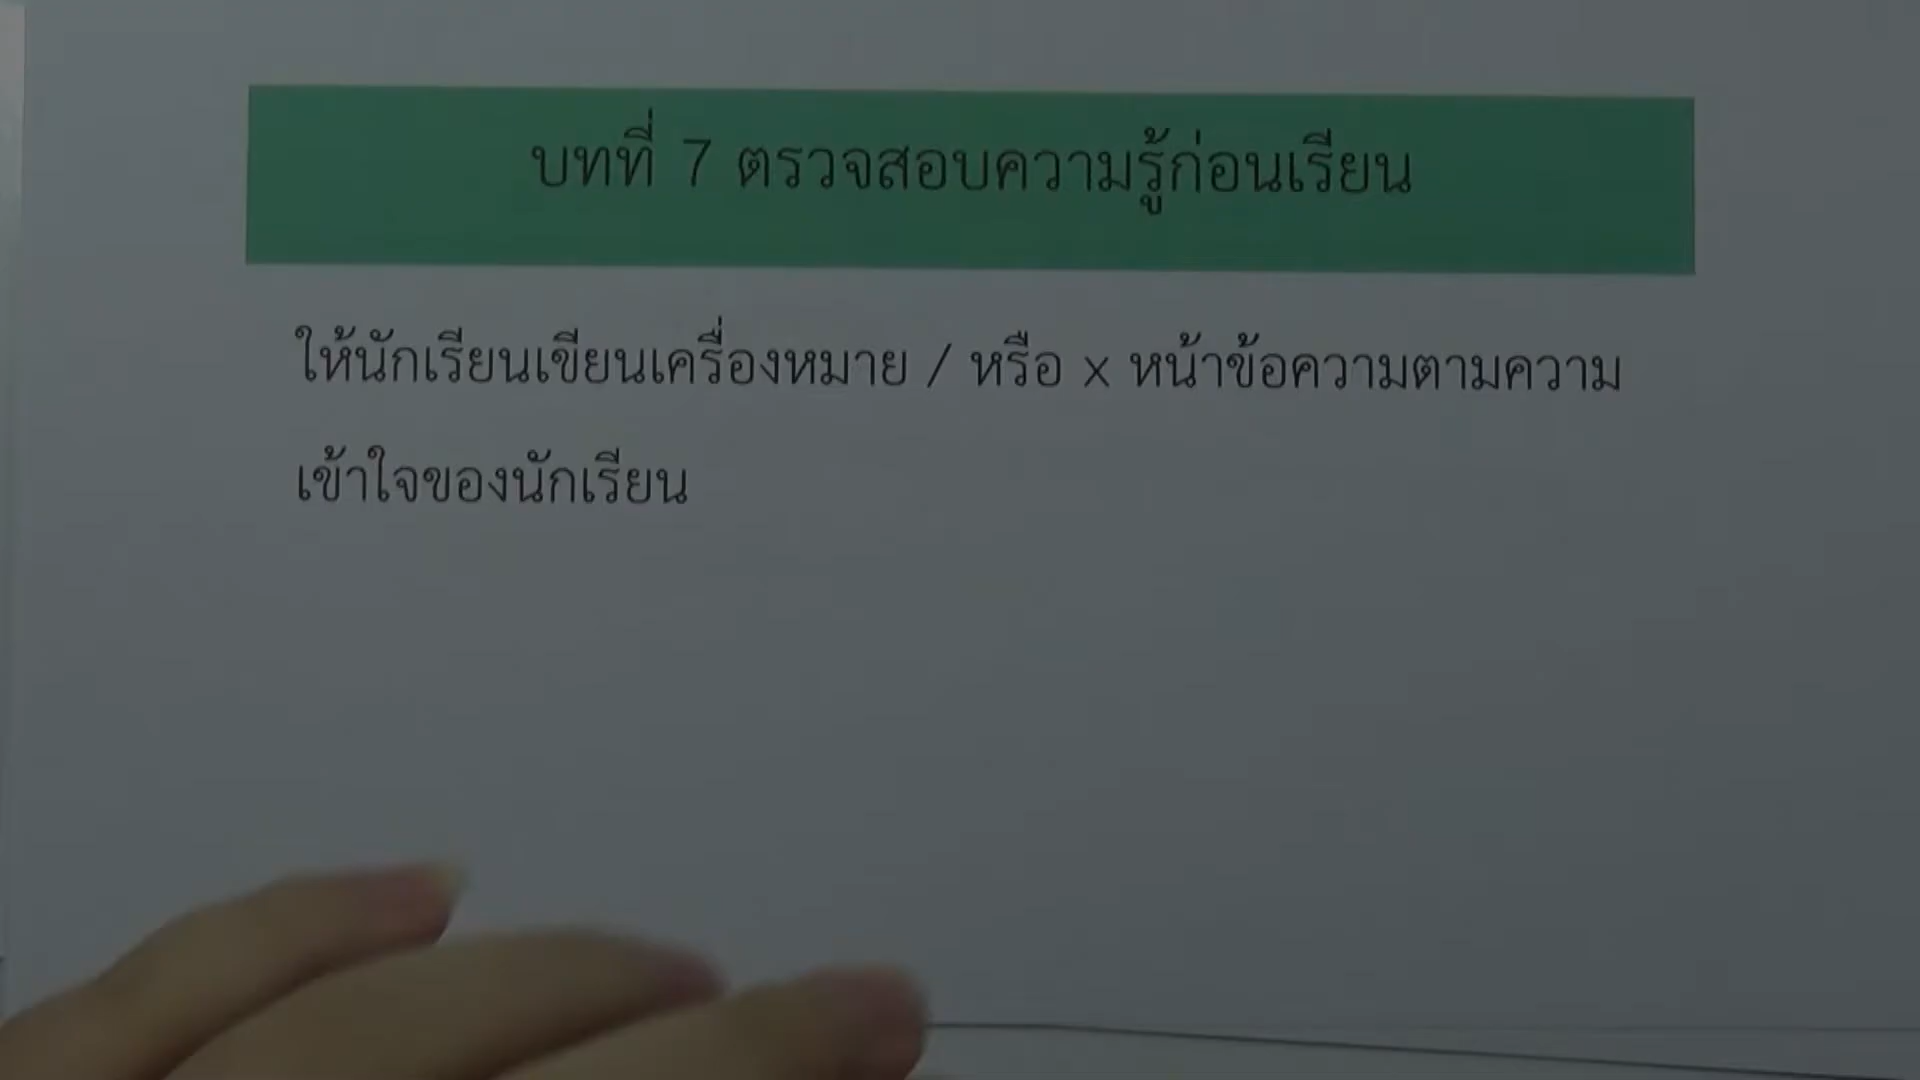 บทที่ 7 ตรวจสอบความรู้ก่อนเรียน
ให้นักเรียนเขียนเครื่องหมาย / หรือ x หน้าข้อความตามความ
เข้าใจของนักเรียน